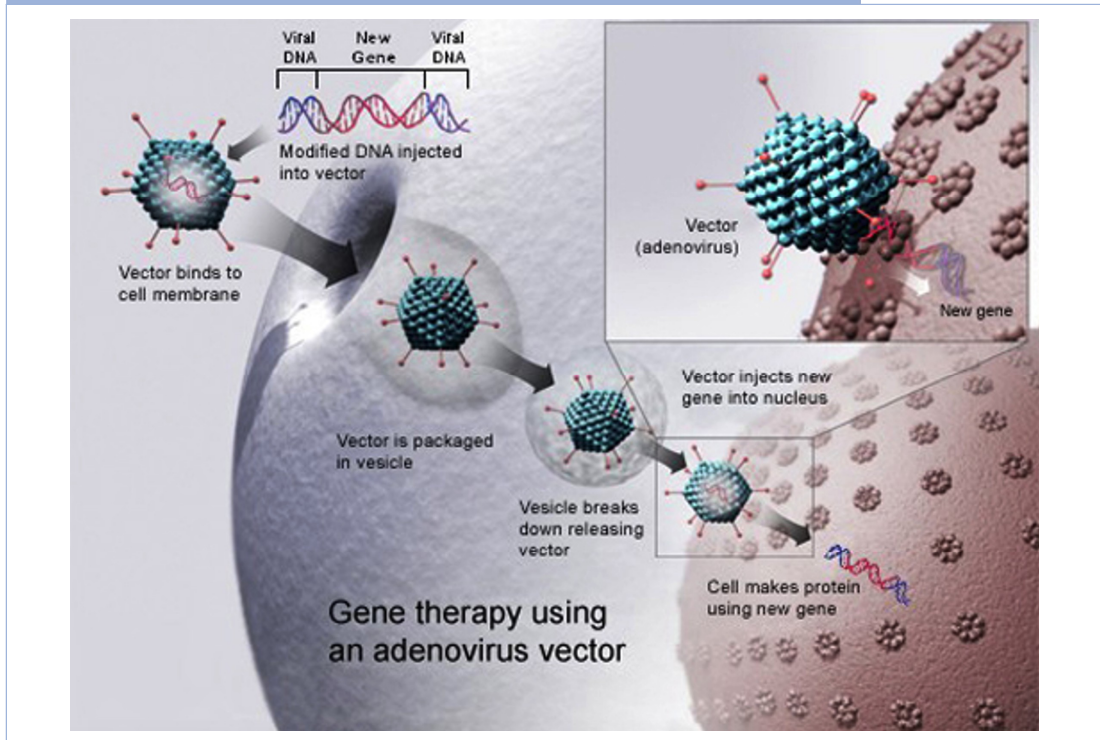 Viral DNA
New Gene
Viral DNA
Modified DNA injected
into vector
Vector binds to
cell membrane
Vector
(adenovirus)
New gene
Vector injects new
gene into nucleus
Vector is packaged
in vesicle
Vesicle breaks
down releasing
vector
Cell makes protein
using new gene
Gene therapy using
an adenovirus vector